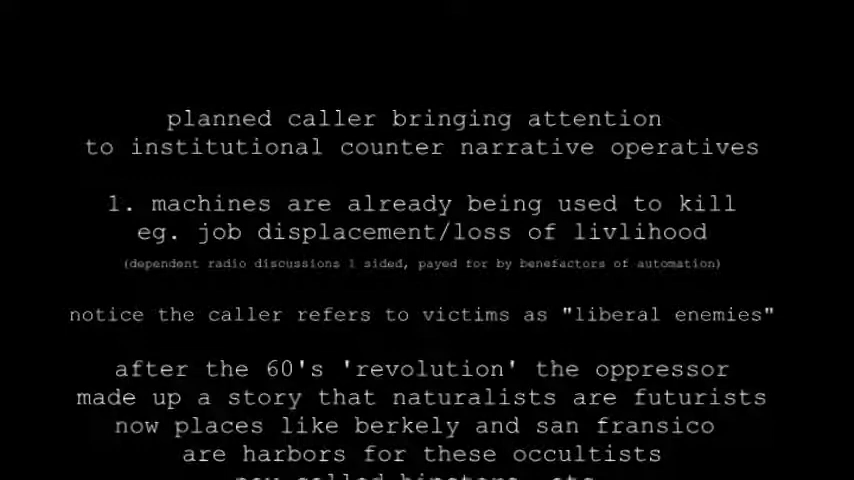 planned caller bringing attention
to institutional counter narrative operatives
1. machines are already being used to kill
eg. job displacement/loss of livlihood
(dependent radio discussions 1 sided, payed for by benefactors of automation)
notice the caller refers to victims as "liberal enemies"
after the 60's 'revolution' the oppressor
made up a story that naturalists are futurists
now places like berkely and san fransico
are harbors for these occultists